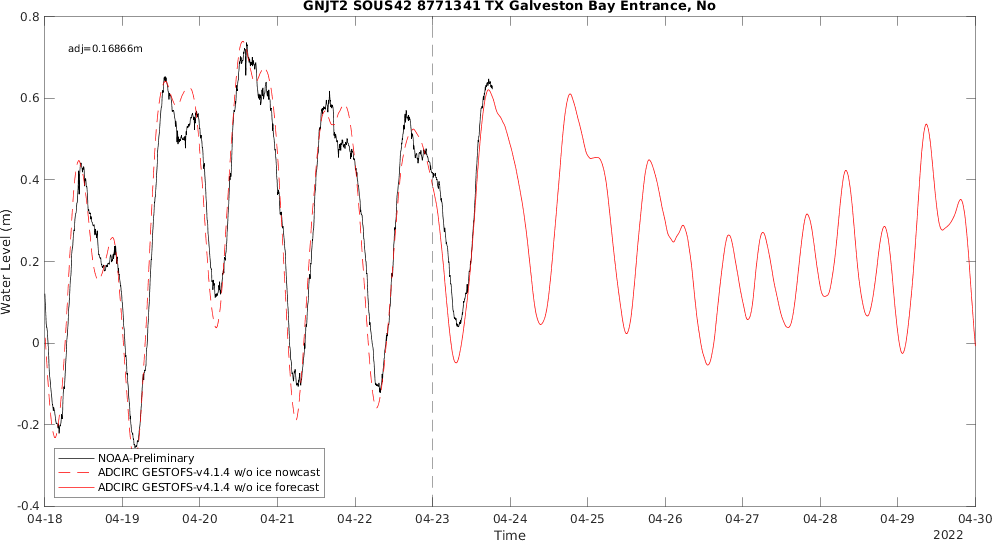 GNJT2 SOUS42 8771341 TX Galveston Bay Entrance, No
adj=0.16866m
0.8
0.6
0.4
0.2
0
-0.2
-0.4
Water Level (m)
NOAA-Preliminary
ADCIRC GESTOFS-v4.1.4 w/o ice nowcast
ADCIRC GESTOFS-v4.1.4 w/o ice forecast
04-18 04-19 04-20 04-21 04-22 04-23 04-24 04-25 04-26 04-27 04-28 04-29 04-30
Time
2022